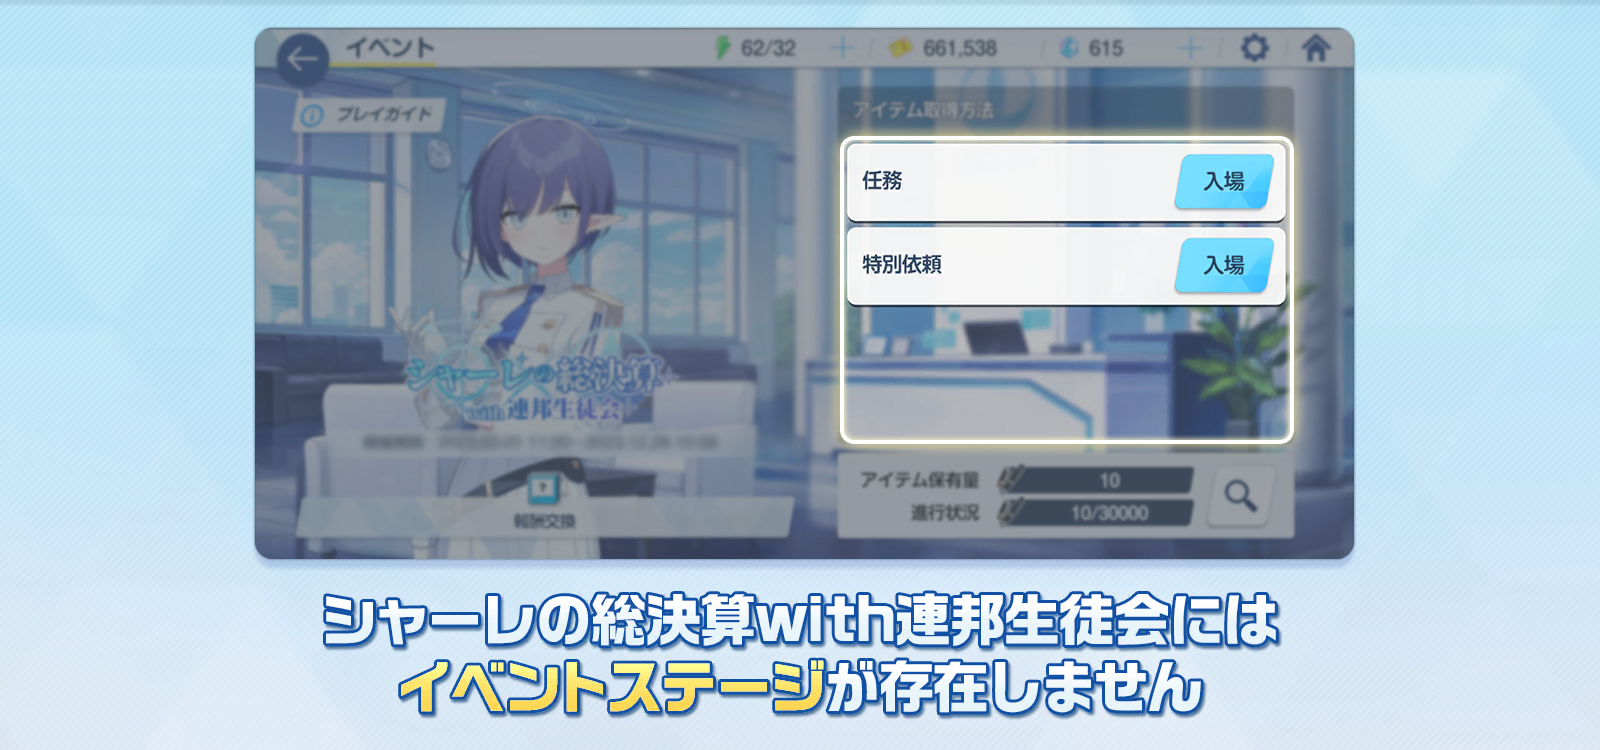 イベント
62/32
661,538
615
プレイガイド
アイテム取得方法
任務
入場
特別依頼
入場
シャーレの総決算
with 連邦生徒会
?
報酬交換
アイテム保有量
10
進行状況
10/30000
シャーレの総決算with連邦生徒会には
イベントステージが存在しません